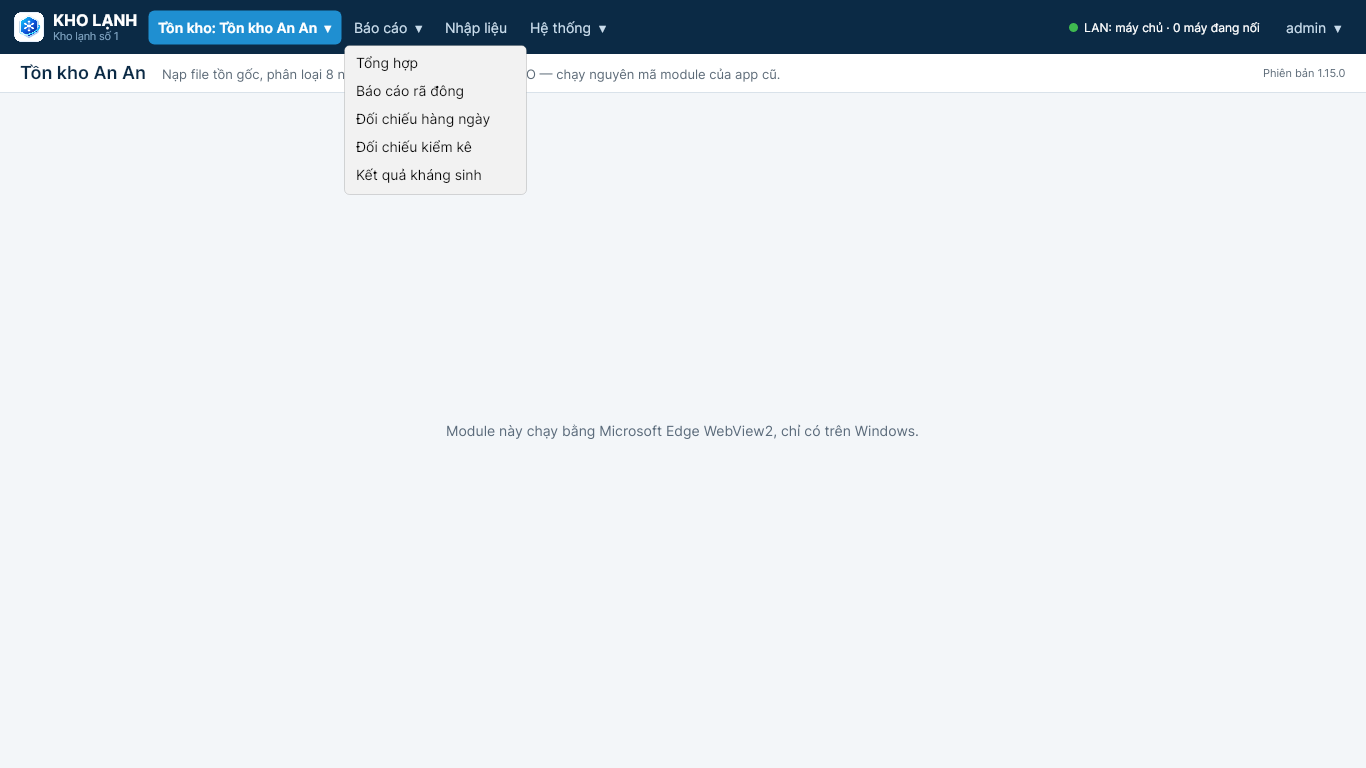 KHO LẠNH
Kho lạnh số 1
Tồn kho: Tồn kho An An ▾
Báo cáo ▾
Nhập liệu
Hệ thống ▾
LAN: máy chủ · 0 máy đang nối
admin ▾
Tồn kho An An
Nạp file tồn gốc, phân loại 8 n
O — chạy nguyên mã module của app cũ.
Phiên bản 1.15.0
Tổng hợp
Báo cáo rã đông
Đối chiếu hàng ngày
Đối chiếu kiểm kê
Kết quả kháng sinh
Module này chạy bằng Microsoft Edge WebView2, chỉ có trên Windows.